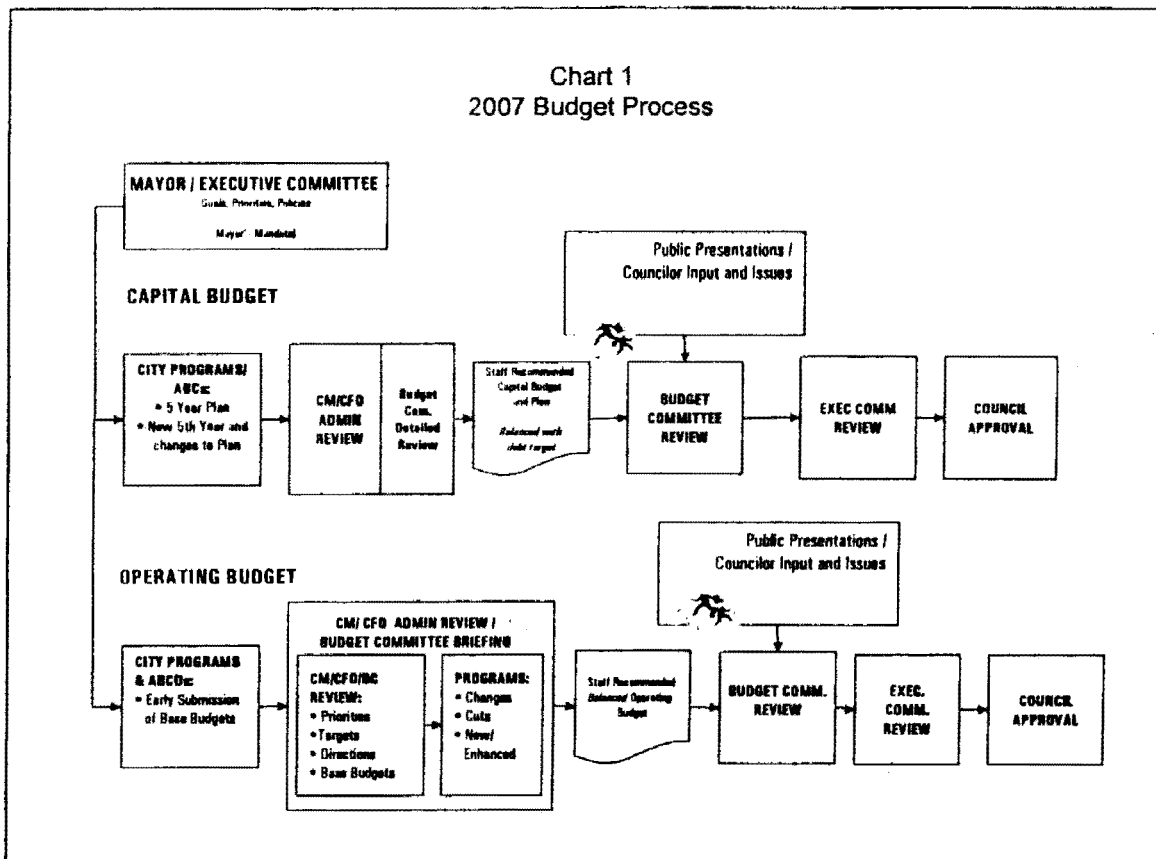 Chart 1
2007 Budget Process
MAYOR / EXECUTIVE COMMITTEE
Goals, Priorities, Policies
Mayor' Mandate
Public Presentations /
Councilor Input and Issues
CAPITAL BUDGET
CITY PROGRAMS/
ABCs:
• 5 Year Plan
• New 5th Year and
changes to Plan
CM/CFO
ADMIN
REVIEW
Budget
Com.
Detailed
Review
Staff Recommended
Capital Budget
and Plan
Balanced with
debt target
BUDGET
COMMITTEE
REVIEW
EXEC COMM
REVIEW
COUNCIL
APPROVAL
Public Presentations /
Councilor Input and Issues
OPERATING BUDGET
CITY PROGRAMS
& ABCDs:
• Early Submission
of Base Budgets
CM/CFO ADMIN REVIEW /
BUDGET COMMITTEE BRIEFING
CM/CFO/BC
REVIEW:
• Priorities
• Targets
• Directions
• Base Budgets
PROGRAMS:
• Changes
• Cuts
• New/
Enhanced
Staff Recommended
Balanced Operating
Budget
BUDGET COMM.
REVIEW
EXEC.
COMM.
REVIEW
COUNCIL
APPROVAL